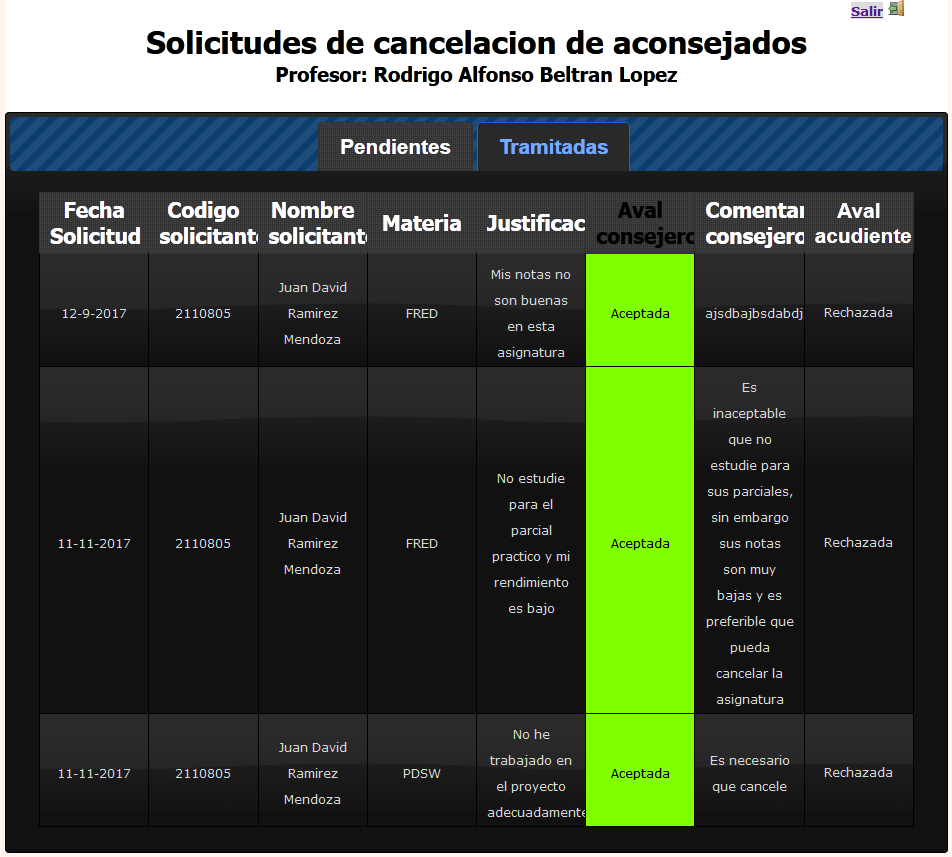 Salir
Solicitudes de cancelacion de aconsejados
Profesor: Rodrigo Alfonso Beltran Lopez
Pendientes
Tramitadas
Fecha
Solicitud
Codigo
solicitante
Nombre
solicitante
Materia
Justificac
Aval
consejero
Comentar
consejero
Aval
acudiente
12-9-2017
2110805
Juan David
Ramirez
Mendoza
FRED
Mis notas no
son buenas
en esta
asignatura
Aceptada
ajsdbajbsdabdj
Rechazada
11-11-2017
2110805
Juan David
Ramirez
Mendoza
FRED
No estudie
para el
parcial
practico y mi
rendimiento
es bajo
Aceptada
Es
inaceptable
que no
estudie para
sus parciales,
sin embargo
sus notas
son muy
bajas y es
preferible que
pueda
cancelar la
asignatura
Rechazada
11-11-2017
2110805
Juan David
Ramirez
Mendoza
PDSW
No he
trabajado en
el proyecto
adecuadamente
Aceptada
Es necesario
que cancele
Rechazada